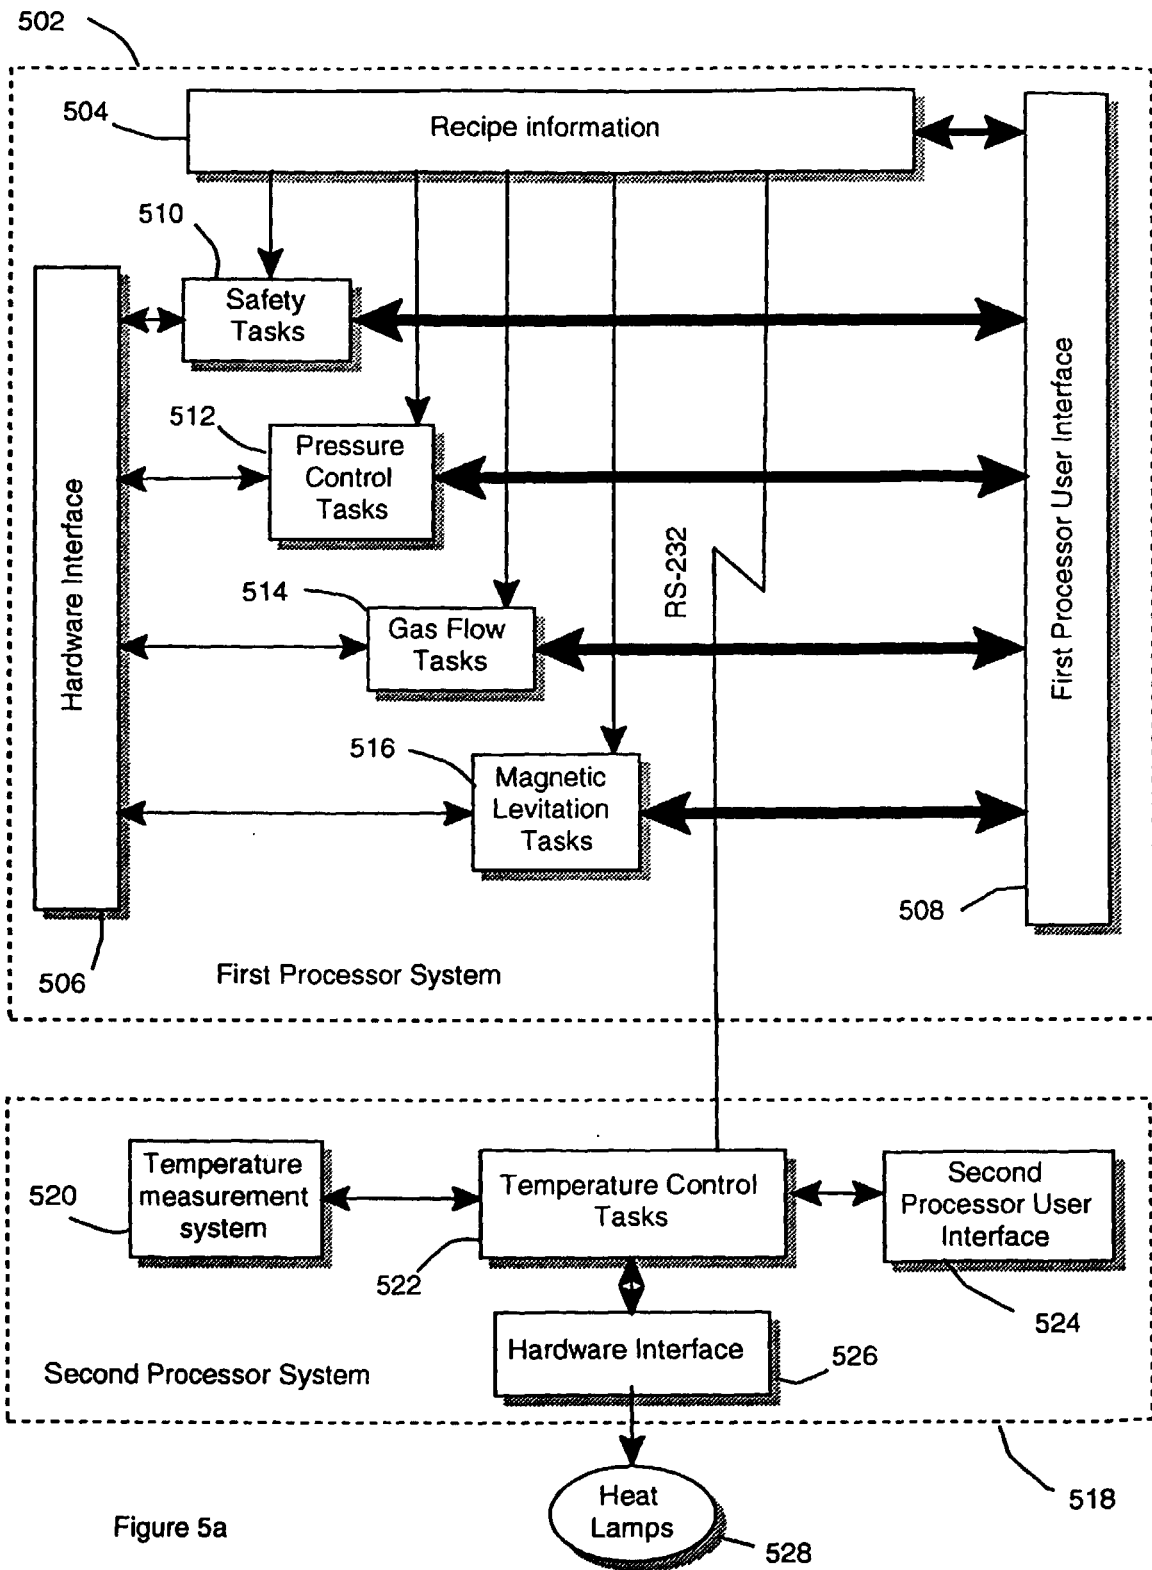 502
504
Recipe information
510
Safety
Tasks
512
Pressure
Control
Tasks
Hardware Interface
First Processor User Interface
RS-232
514
Gas Flow
Tasks
516
Magnetic
Levitation
Tasks
508
506
First Processor System
Temperature
measurement
system
520
Temperature Control
Tasks
522
Second
Processor User
Interface
524
Hardware Interface
526
Second Processor System
518
Heat
Lamps
528
Figure 5a